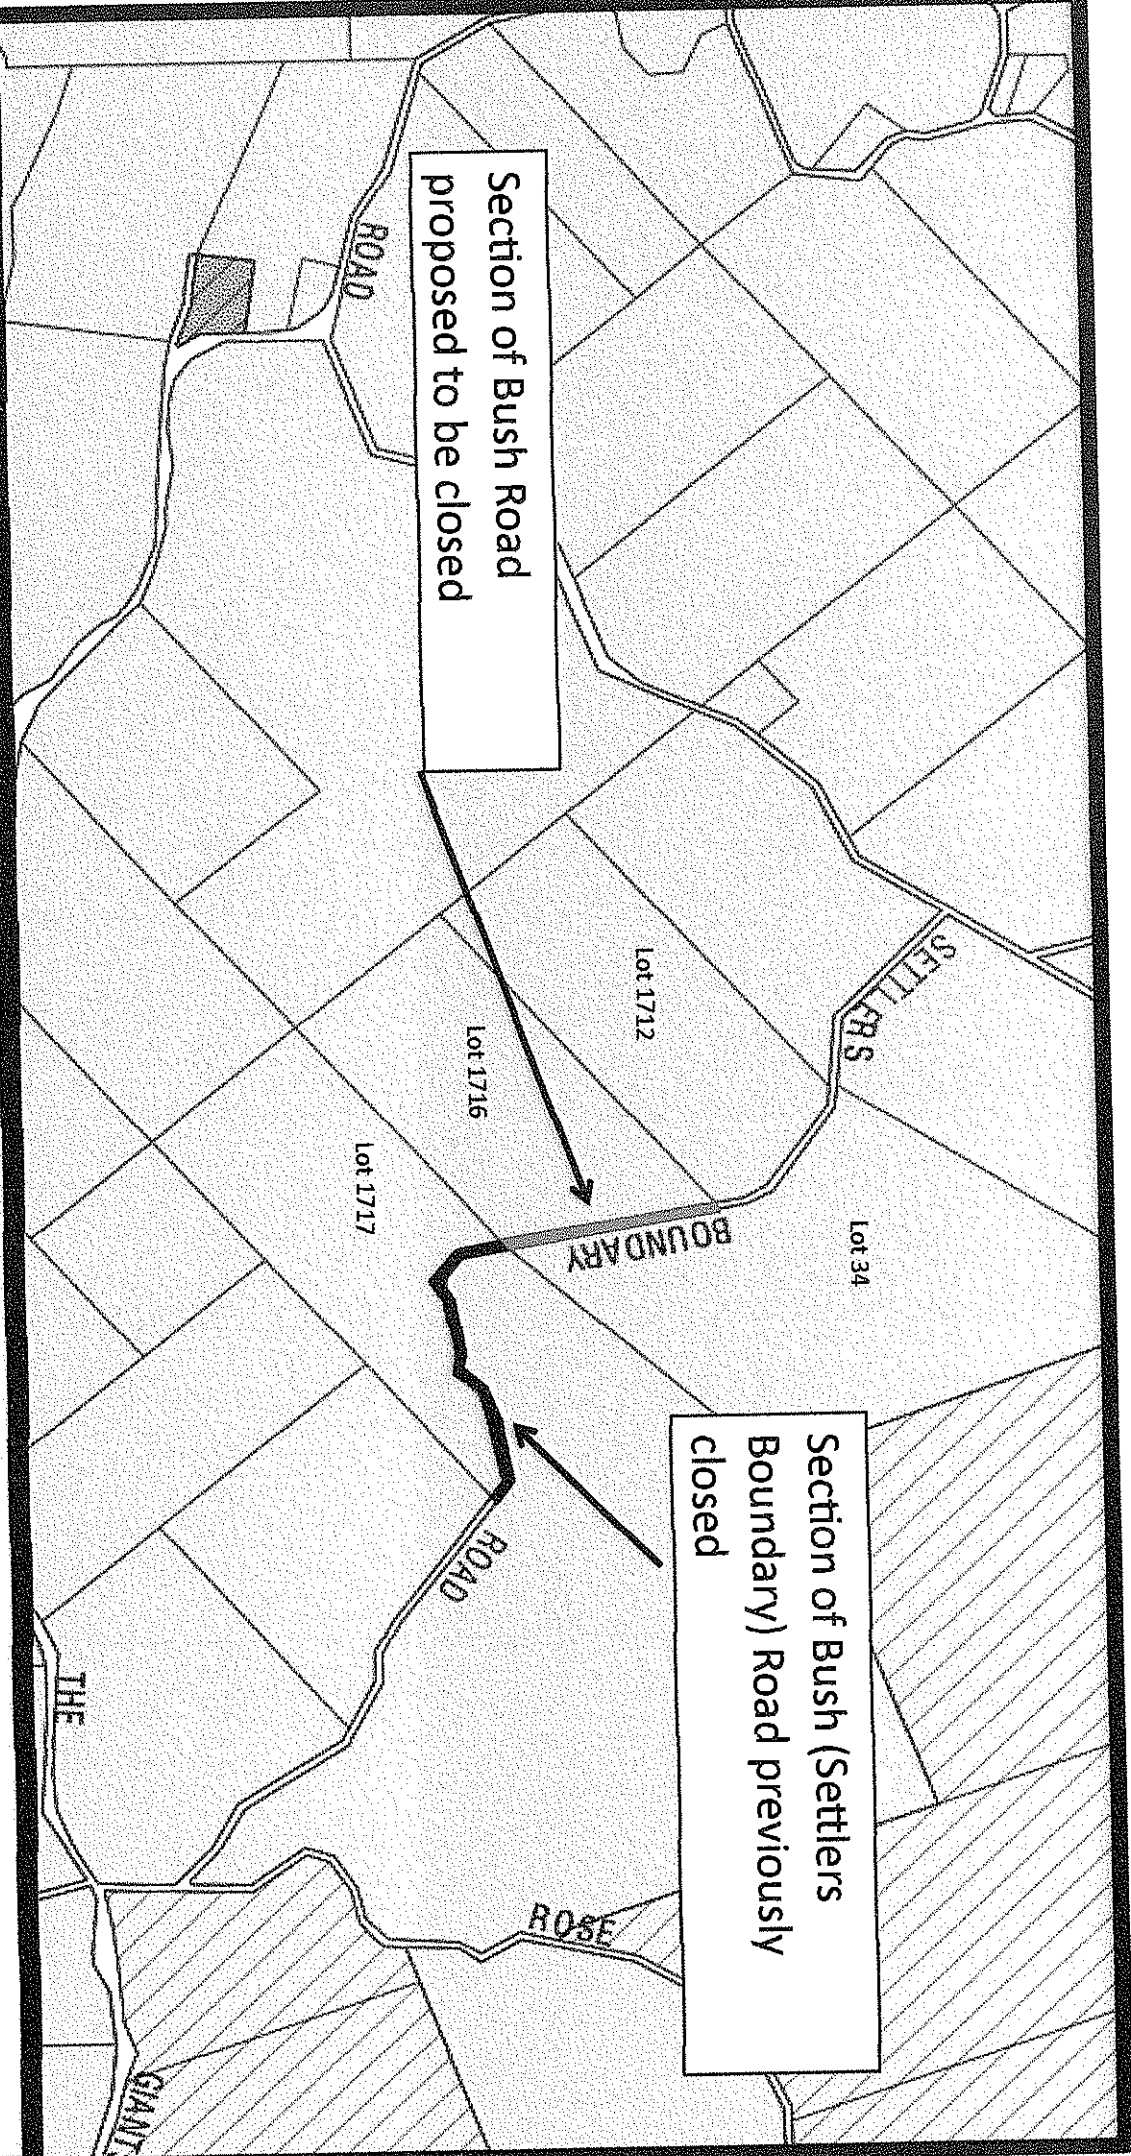 Section of Bush Road
proposed to be closed
Section of Bush (Settlers
Boundary) Road previously
closed
ROAD
SETTLERS
BOUNDARY
ROAD
Lot 1712
Lot 1716
Lot 1717
Lot 34
ROSE
THE
GIANT